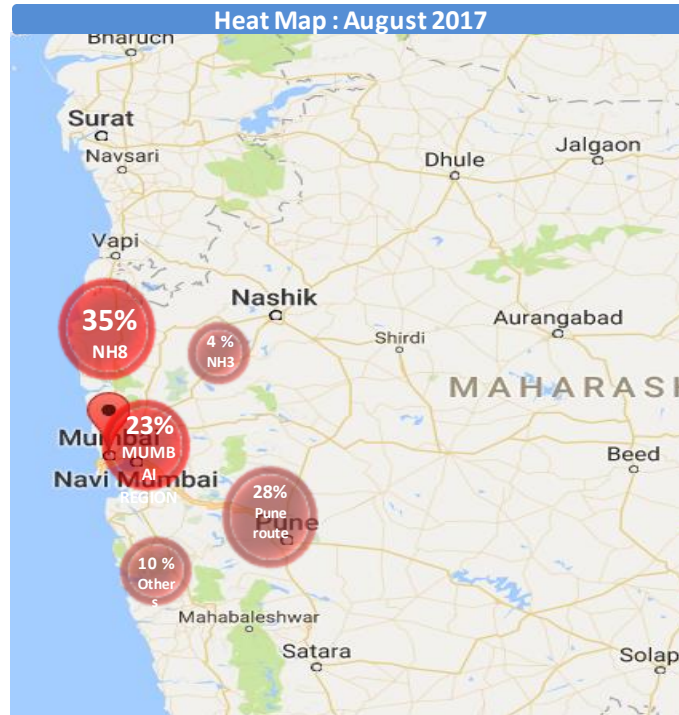 Heat Map : August 2017
Bharuch
Surat
Navsari
Dhule
Jalgaon
Vapi
Nashik
35%
NH8
4 %
NH3
Shirdi
Aurangabad
MAHARASH
23%
Mumbai
MUMB
AI
REGION
Navi Mumbai
Beed
28%
Pune
route
Pune
10 %
Other
s
Mahabaleshwar
Satara
Solap